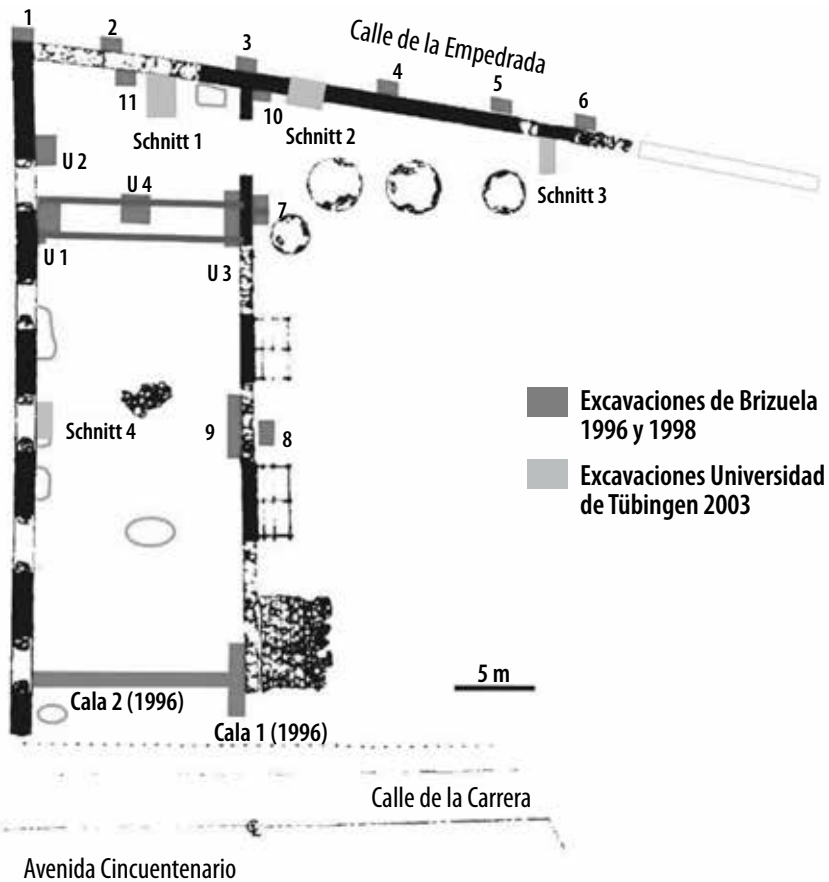 1
2
3
Calle de la Empedrada
4
5
6
11
10
Schnitt 1
Schnitt 2
Schnitt 3
U 2
U 4
7
U 1
U 3
Schnitt 4
9
8
Excavaciones de Brizuela
1996 y 1998
Excavaciones Universidad
de Tübingen 2003
5 m
Cala 2 (1996)
Cala 1 (1996)
Calle de la Carrera
Avenida Cincuentenario